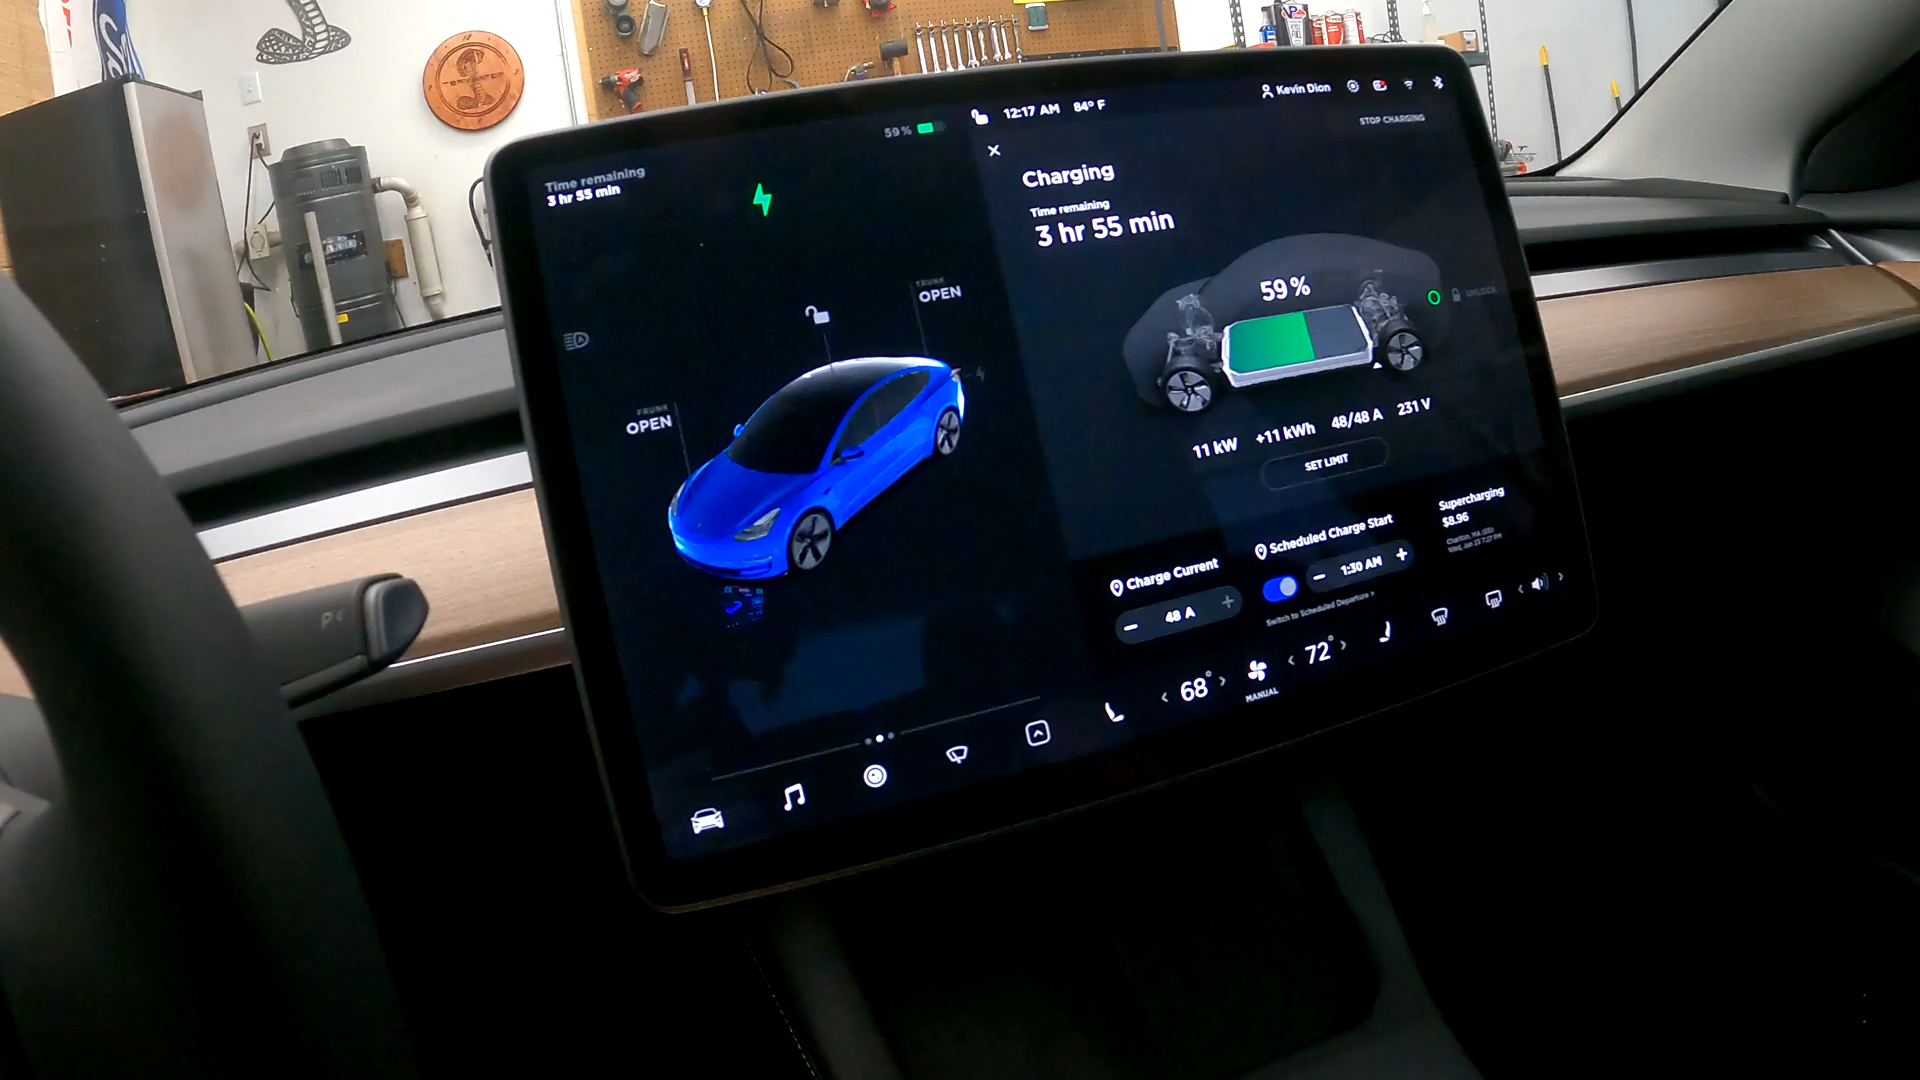 59 %
12:17 AM 84° F
Kevin Dion
STOP CHARGING
Time remaining
3 hr 55 min
Charging
Time remaining
3 hr 55 min
59 %
UNLOCK
TRUNK
OPEN
FRUNK
OPEN
11 kW +11 kWh 48/48 A 231 V
SET LIMIT
Supercharging
$8.96
Charge Current
48 A
Scheduled Charge Start
1:30 AM
Switch to Scheduled Departure >
68°
MANUAL
72°
P